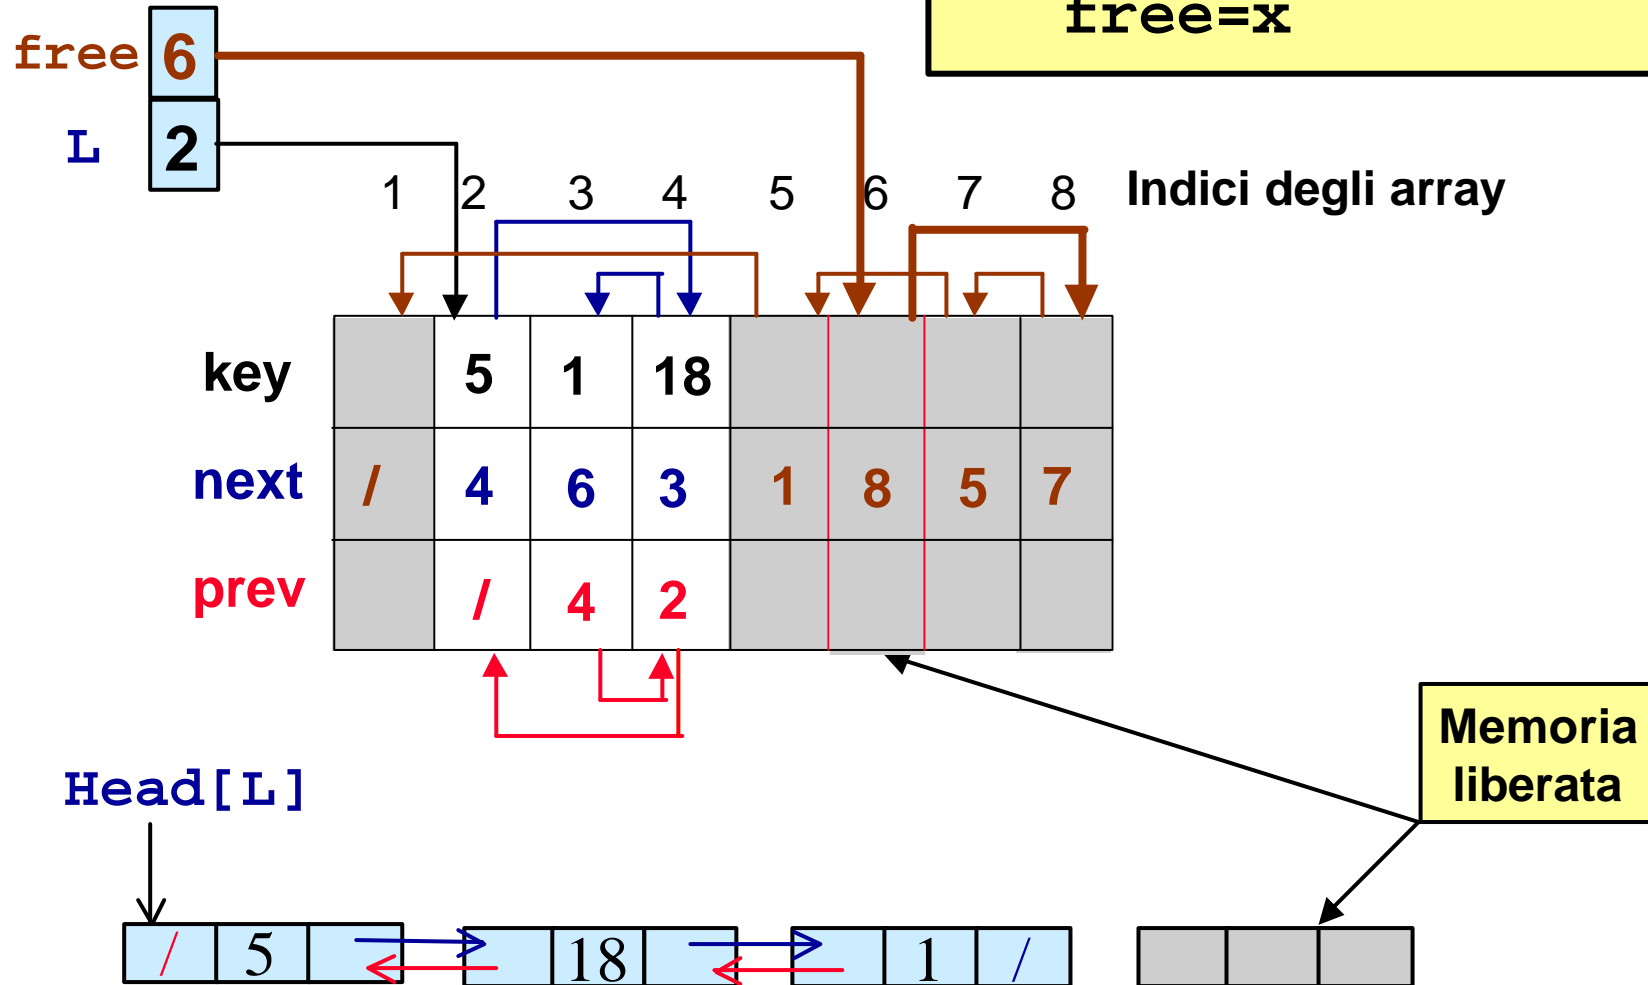 free=x
free 6
L 2
1 2 3 4 5 6 7 8 Indici degli array
key 5 1 18
next / 4 6 3 1 8 5 7
prev / 4 2
Memoria
liberata
Head[L]
/ 5 18 1 /